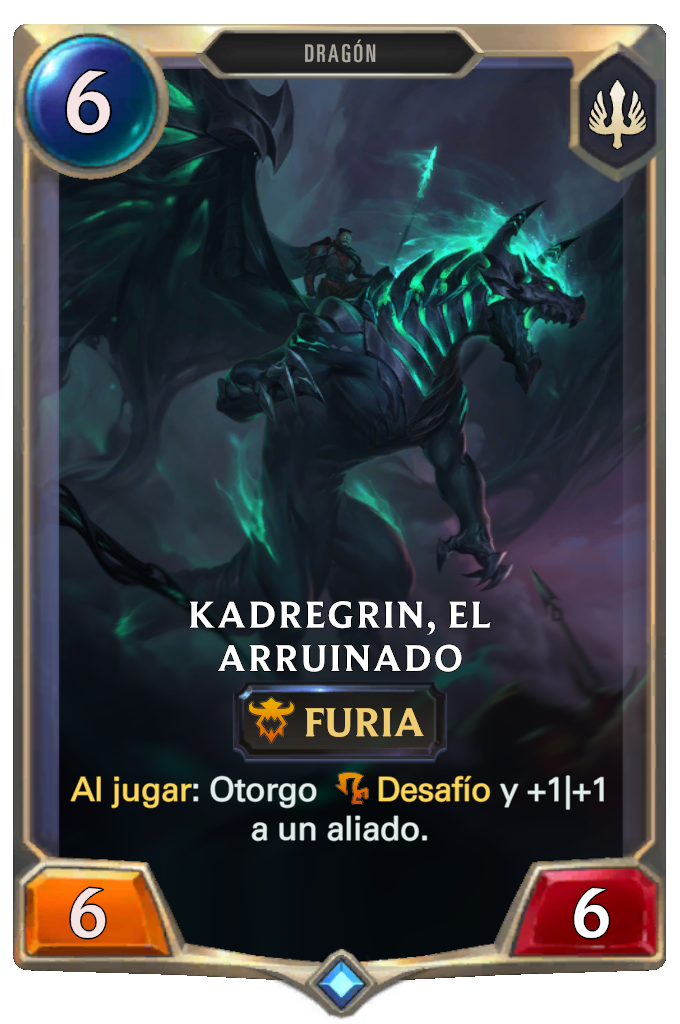 DRAGÓN
6
KADREGRIN, EL
ARRUINADO
FURIA
Al jugar: Otorgo Desafío y +1|+1
a un aliado.
6
6